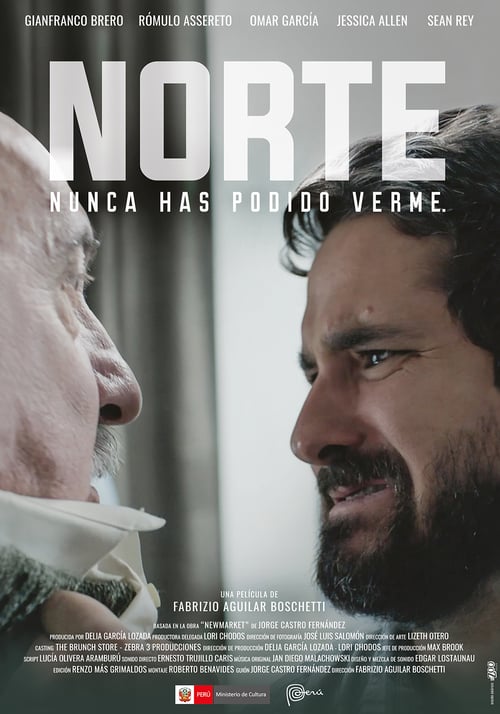 GIANFRANCO BRERO RÓMULO ASSERETO OMAR GARCÍA JESSICA ALLEN SEAN REY
NORTE
NUNCA HAS PODIDO VERME.
UNA PELÍCULA DE
FABRIZIO AGUILAR BOSCHETTI
BASADA EN LA OBRA "NEWMARKET" DE JORGE CASTRO FERNÁNDEZ
PRODUCIDA POR DELIA GARCÍA LOZADA PRODUCTORA DELEGADA LORI CHODOS DIRECCIÓN DE FOTOGRAFÍA JOSÉ LUIS SALOMÓN DIRECCIÓN DE ARTE LIZETH OTERO
CASTING THE BRUNCH STORE - ZEBRA 3 PRODUCCIONES DIRECCIÓN DE PRODUCCIÓN DELIA GARCÍA LOZADA - LORI CHODOS JEFE DE PRODUCCIÓN MAX BROOK
SCRIPT LUCÍA OLIVERA ARAMBURÚ SONIDO DIRECTO ERNESTO TRUJILLO CARIS MÚSICA ORIGINAL JAN DIEGO MALACHOWSKI DISEÑO Y MEZCLA DE SONIDO EDGAR LOSTAUNAU
EDICIÓN RENZO MÁS GRIMALDOS MONTAJE ROBERTO BENAVIDES GUIÓN JORGE CASTRO FERNÁNDEZ DIRECCIÓN FABRIZIO AGUILAR BOSCHETTI
PERÚ Ministerio de Cultura Perú